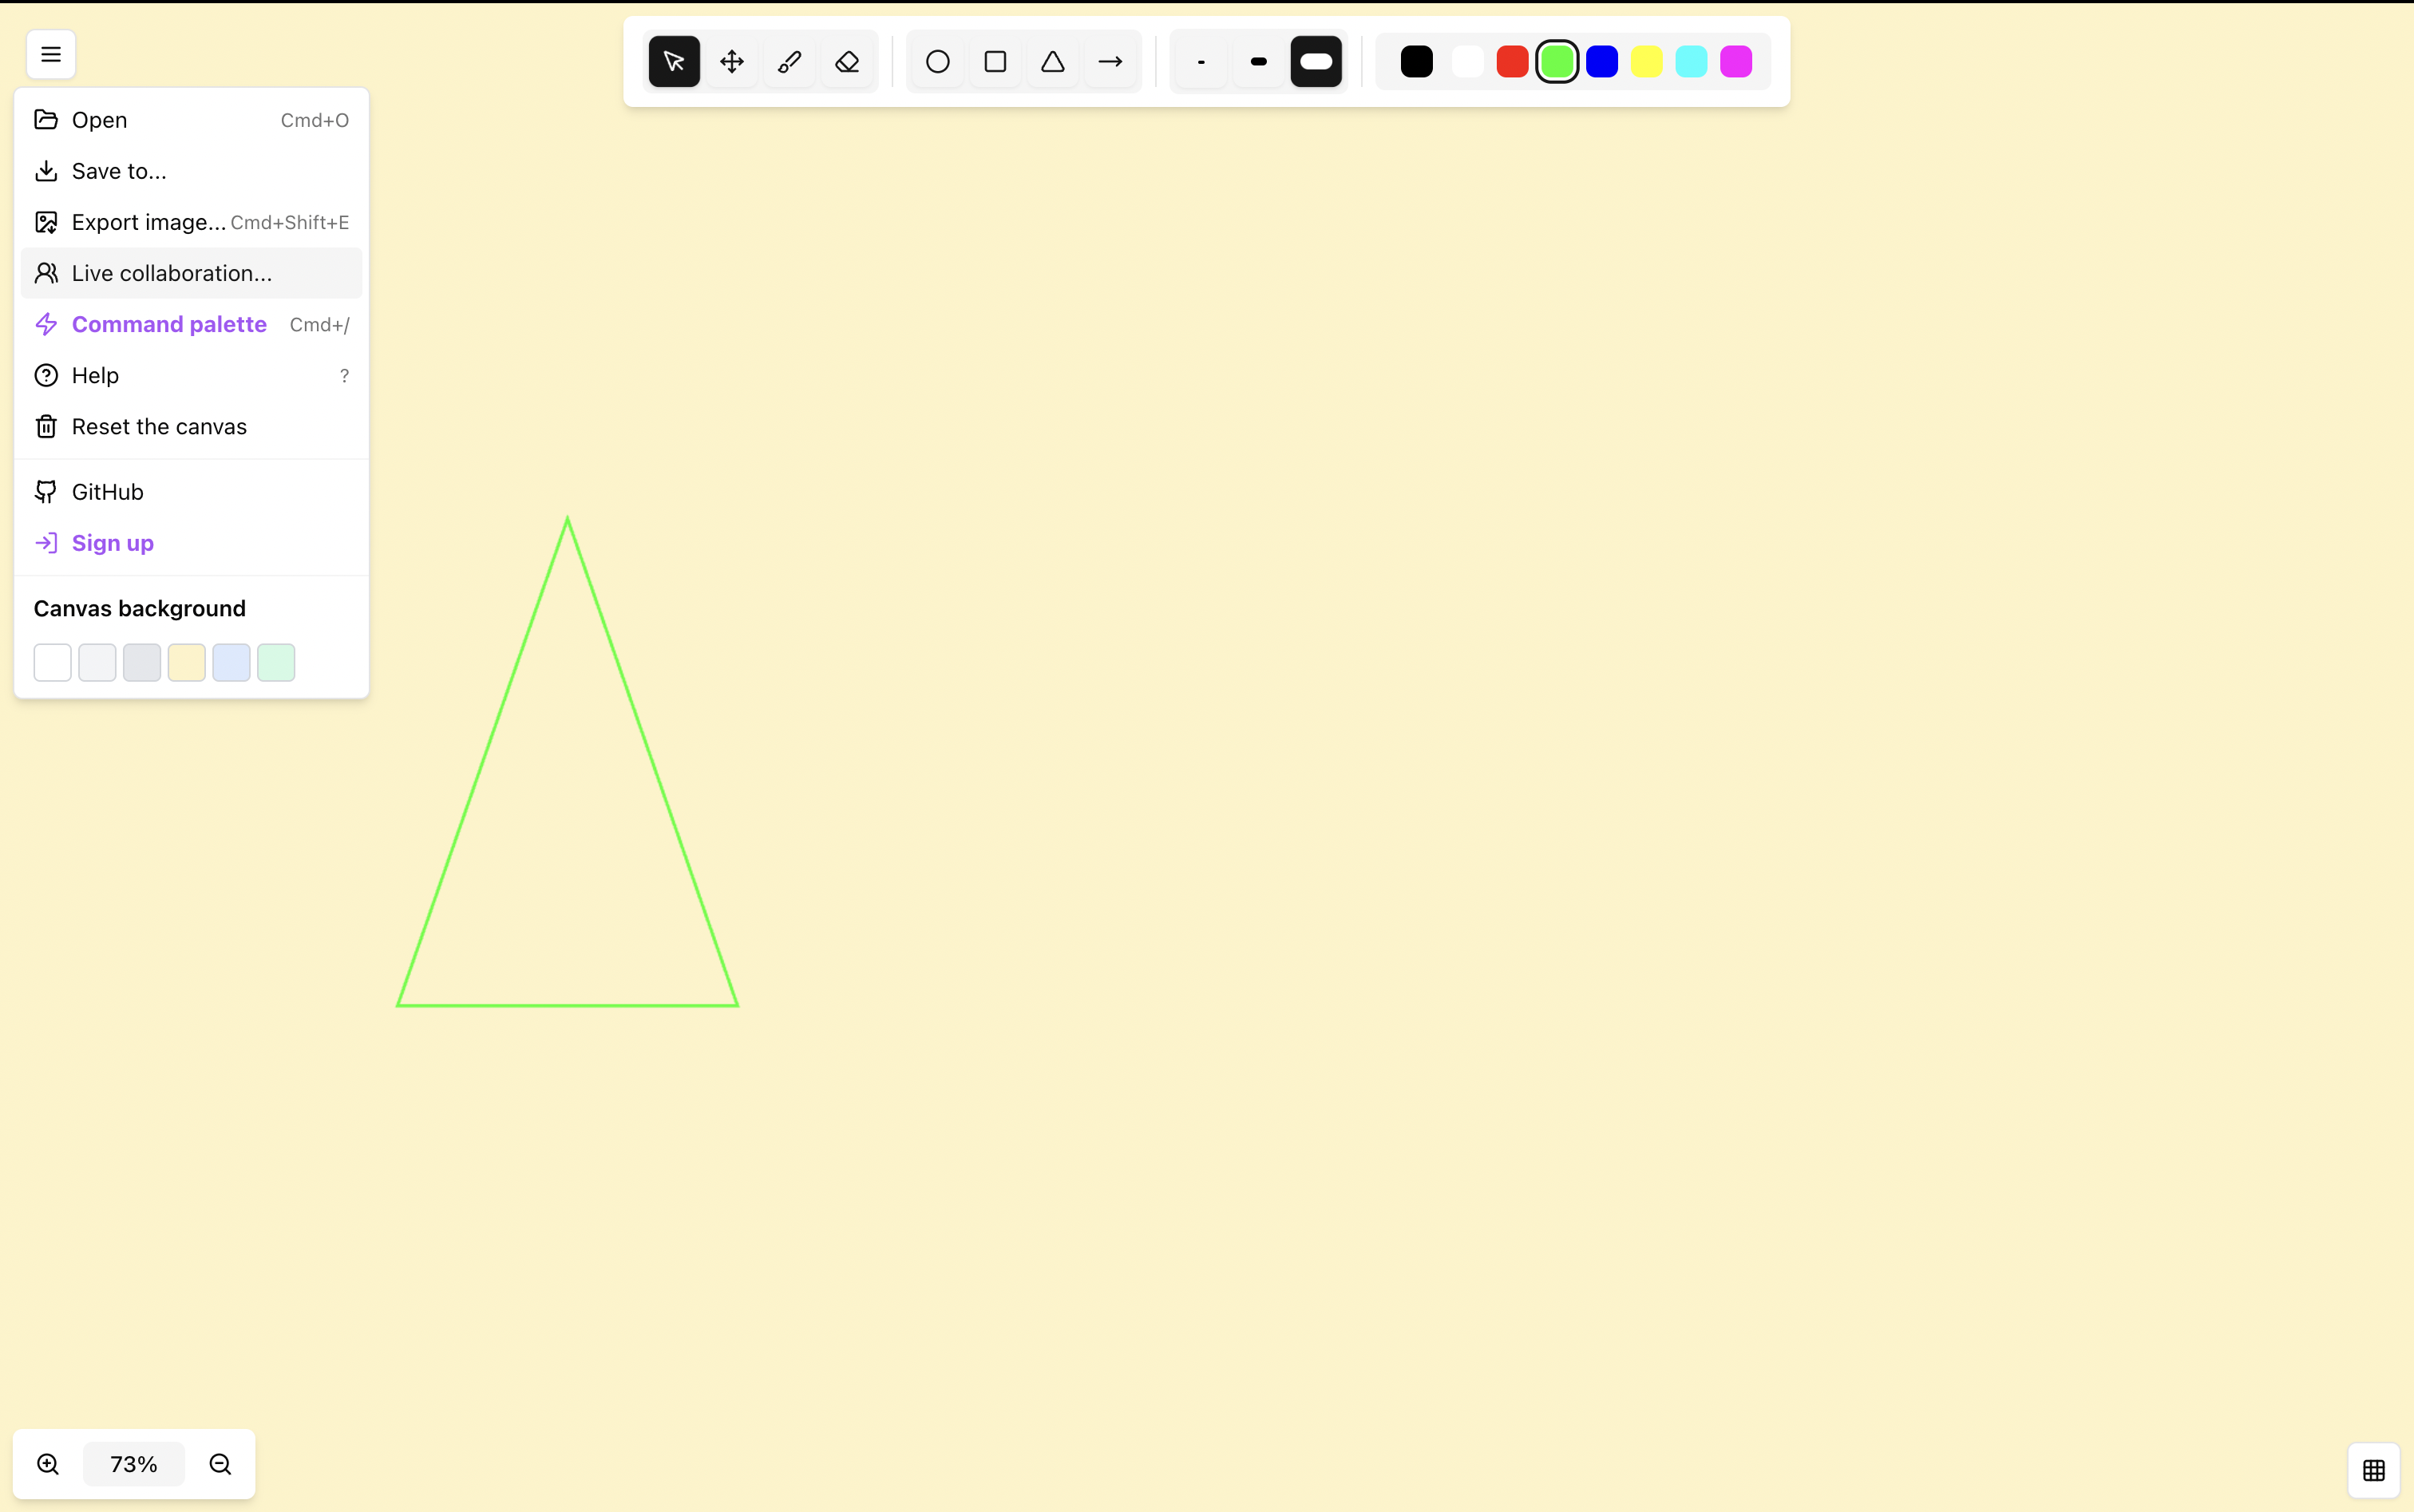 Open Cmd+O
Save to...
Export image... Cmd+Shift+E
Live collaboration...
Command palette Cmd+/
Help ?
Reset the canvas
GitHub
Sign up
Canvas background
73%